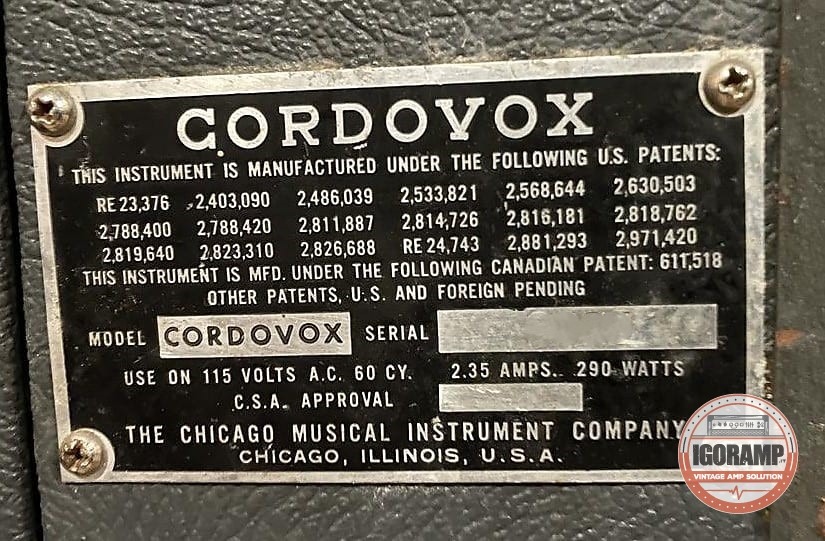 CORDOVOX
THIS INSTRUMENT IS MANUFACTURED UNDER THE FOLLOWING U.S. PATENTS:
RE 23,376 2,403,090 2,486,039 2,533,821 2,568,644 2,630,503
2,788,400 2,788,420 2,811,887 2,814,726 2,816,181 2,818,762
2,819,640 2,823,310 2,826,688 RE 24,743 2,881,293 2,971,420
THIS INSTRUMENT IS MFD. UNDER THE FOLLOWING CANADIAN PATENT: 611,518
OTHER PATENTS, U.S. AND FOREIGN PENDING
MODEL CORDOVOX SERIAL
USE ON 115 VOLTS A.C. 60 CY. 2.35 AMPS.. 290 WATTS
C.S.A. APPROVAL
THE CHICAGO MUSICAL INSTRUMENT COMPANY
CHICAGO, ILLINOIS, U.S.A.
IGORAMP
VINTAGE AMP SOLUTION